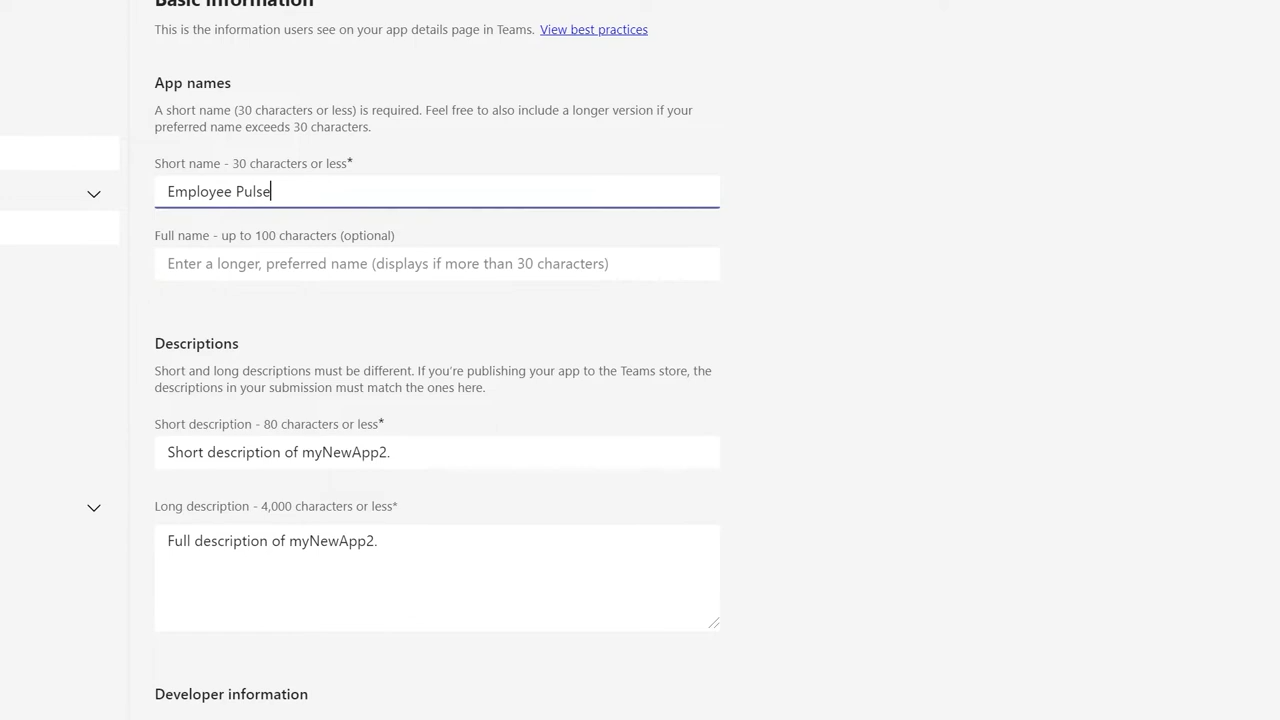 Basic information
This is the information users see on your app details page in Teams. View best practices
App names
A short name (30 characters or less) is required. Feel free to also include a longer version if your
preferred name exceeds 30 characters.
Short name - 30 characters or less*
Employee Pulse
Full name - up to 100 characters (optional)
Enter a longer, preferred name (displays if more than 30 characters)
Descriptions
Short and long descriptions must be different. If you're publishing your app to the Teams store, the
descriptions in your submission must match the ones here.
Short description - 80 characters or less*
Short description of myNewApp2.
Long description - 4,000 characters or less*
Full description of myNewApp2.
Developer information